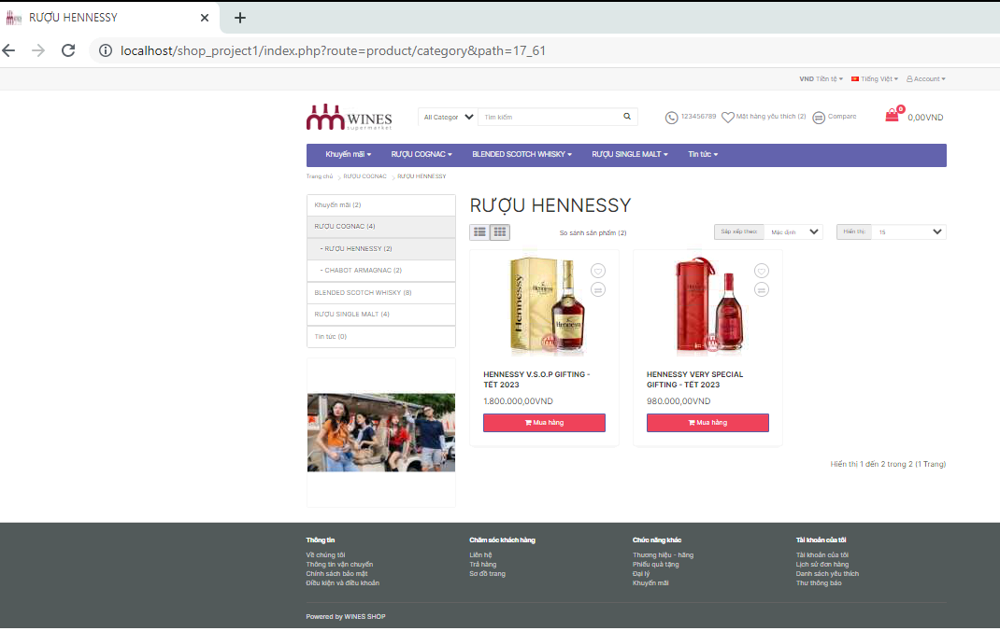 RƯỢU HENNESSY
localhost/shop_project1/index.php?route=product/category&path=17_61
VND Tiền tệ Tiếng Việt Account
WINES
supermarket
All Categor Tìm kiếm
123456789 Mặt hàng yêu thích (2) Compare
0 0,00VND
Khuyến mãi RƯỢU COGNAC BLENDED SCOTCH WHISKY RƯỢU SINGLE MALT Tin tức
Trang chủ RƯỢU COGNAC RƯỢU HENNESSY
Khuyến mãi (2)
RƯỢU COGNAC (4)
- RƯỢU HENNESSY (2)
- CHABOT ARMAGNAC (2)
BLENDED SCOTCH WHISKY (8)
RƯỢU SINGLE MALT (4)
Tin tức (0)
RƯỢU HENNESSY
So sánh sản phẩm (2)
Sắp xếp theo: Mặc định
Hiển thị: 15
Hennessy
Hennessy
HENNESSY V.S.O.P GIFTING - TẾT 2023
1.800.000,00VND
Mua hàng
HENNESSY VERY SPECIAL GIFTING - TẾT 2023
980.000,00VND
Mua hàng
Hiển thị 1 đến 2 trong 2 (1 Trang)
Thông tin
Về chúng tôi
Thông tin vận chuyển
Chính sách bảo mật
Điều kiện và điều khoản
Chăm sóc khách hàng
Liên hệ
Trả hàng
Sơ đồ trang
Chức năng khác
Thương hiệu - hãng
Phiếu quà tặng
Đại lý
Khuyến mãi
Tài khoản của tôi
Tài khoản của tôi
Lịch sử đơn hàng
Danh sách yêu thích
Thư thông báo
Powered by WINES SHOP